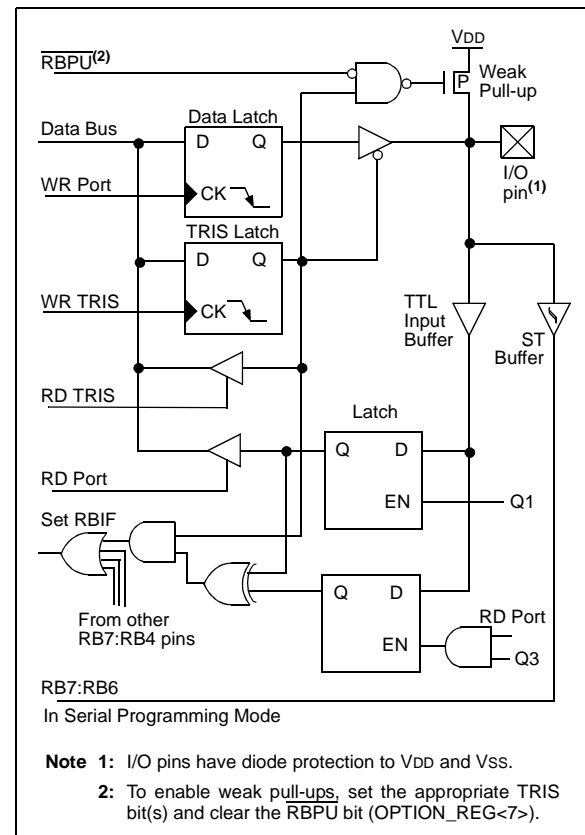 VDD
RBPU(2)
P
Weak
Pull-up
Data Bus
Data Latch
D Q
WR Port
CK
I/O
pin(1)
TRIS Latch
D Q
WR TRIS
CK
TTL
Input
Buffer
ST
Buffer
RD TRIS
Latch
Q D
RD Port
EN
Q1
Set RBIF
Q D
RD Port
EN
Q3
From other
RB7:RB4 pins
RB7:RB6
In Serial Programming Mode
Note 1: I/O pins have diode protection to VDD and VSS.
2: To enable weak pull-ups, set the appropriate TRIS
bit(s) and clear the RBPU bit (OPTION_REG<7>).